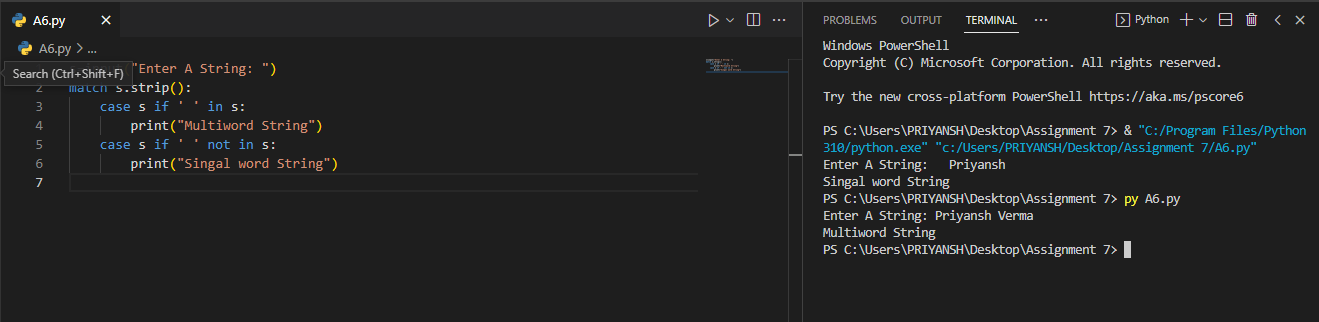 A6.py
A6.py > ...
Search (Ctrl+Shift+F)
"Enter A String: ")
2 match s.strip():
3 case s if ' ' in s:
4 print("Multiword String")
5 case s if ' ' not in s:
6 print("Singal word String")
7
PROBLEMS OUTPUT TERMINAL ... Python
Windows PowerShell
Copyright (C) Microsoft Corporation. All rights reserved.
Try the new cross-platform PowerShell https://aka.ms/pscore6
PS C:\Users\PRIYANSH\Desktop\Assignment 7> & "C:/Program Files/Python
310/python.exe" "c:/Users/PRIYANSH/Desktop/Assignment 7/A6.py"
Enter A String:   Priyansh
Singal word String
PS C:\Users\PRIYANSH\Desktop\Assignment 7> py A6.py
Enter A String: Priyansh Verma
Multiword String
PS C:\Users\PRIYANSH\Desktop\Assignment 7>